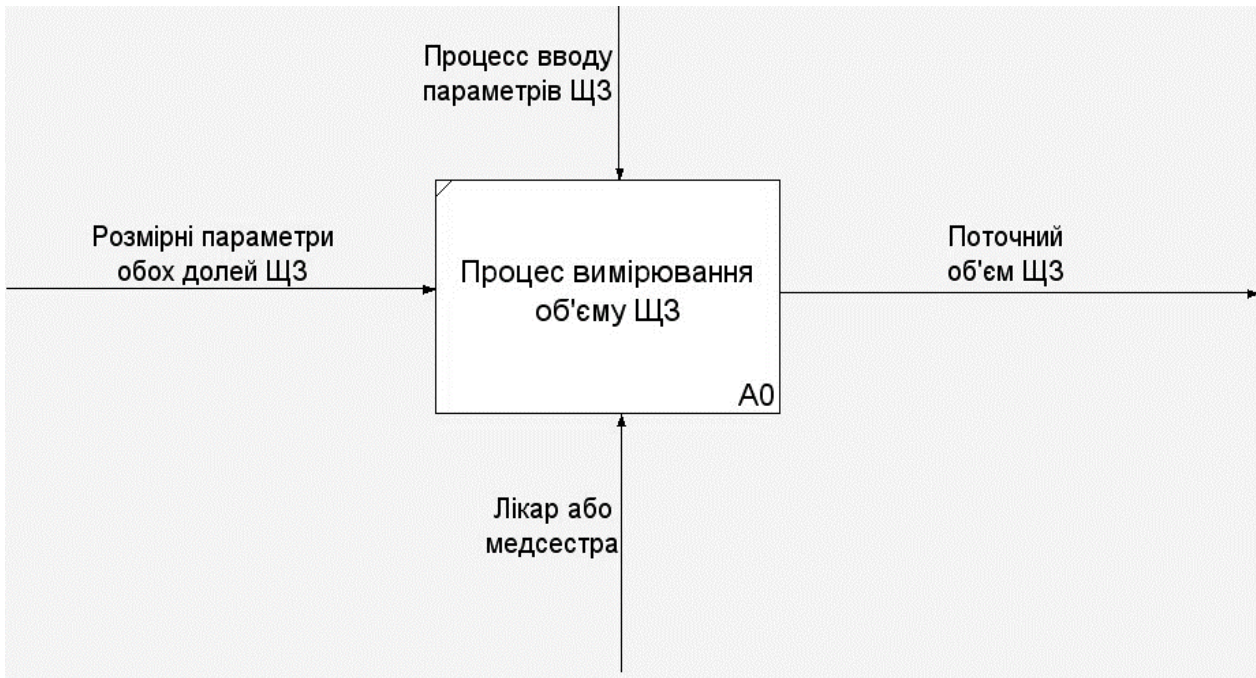 Процесс вводу
параметрів ЩЗ
Розмірні параметри
обох долей ЩЗ
Процес вимірювання
об'єму ЩЗ
A0
Поточний
об'єм ЩЗ
Лікар або
медсестра